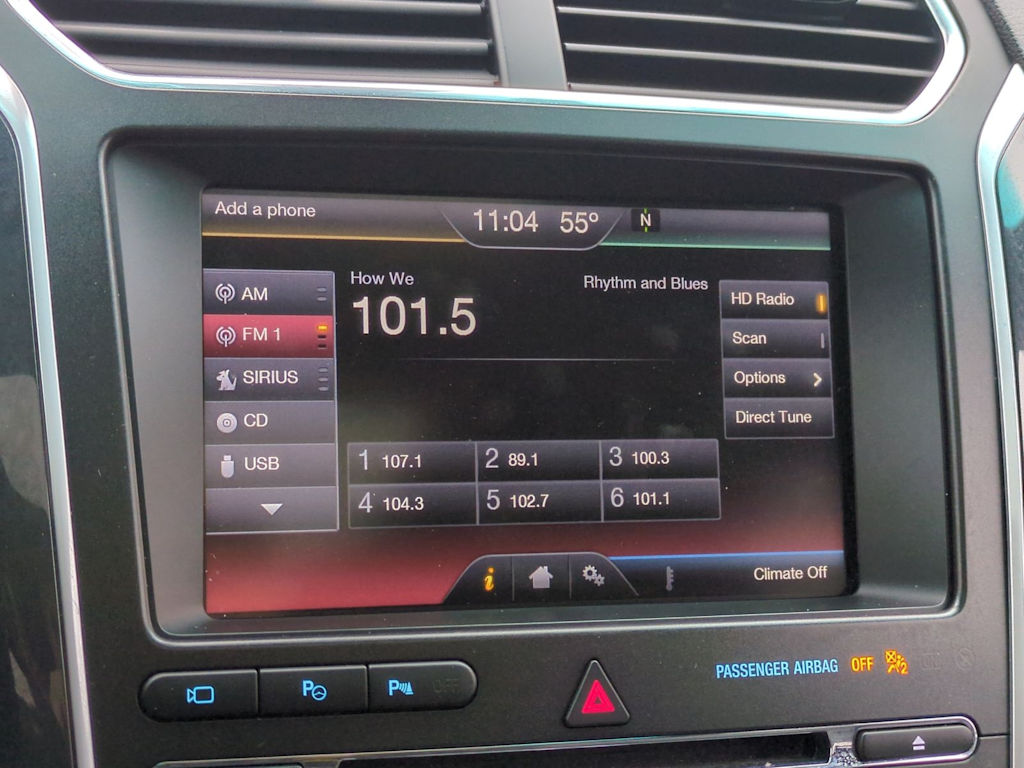 Add a phone
11:04 55° N
How We
Rhythm and Blues
101.5
AM
FM 1
SIRIUS
CD
USB
HD Radio
Scan
Options
Direct Tune
1 107.1 2 89.1 3 100.3
4 104.3 5 102.7 6 101.1
i
Climate Off
P P OFF
PASSENGER AIRBAG OFF 2